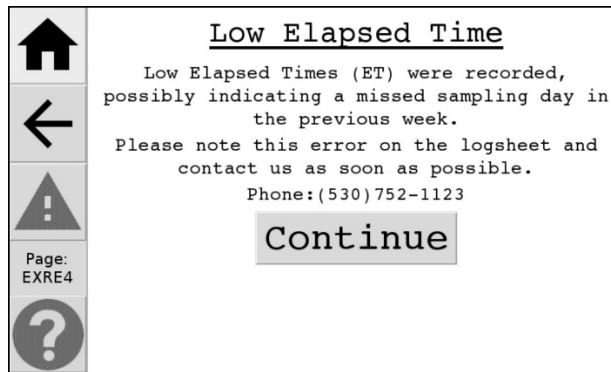 Low Elapsed Time
Low Elapsed Times (ET) were recorded,
possibly indicating a missed sampling day in
the previous week.
Please note this error on the logsheet and
contact us as soon as possible.
Phone:(530)752-1123
Continue
Page:
EXRE4